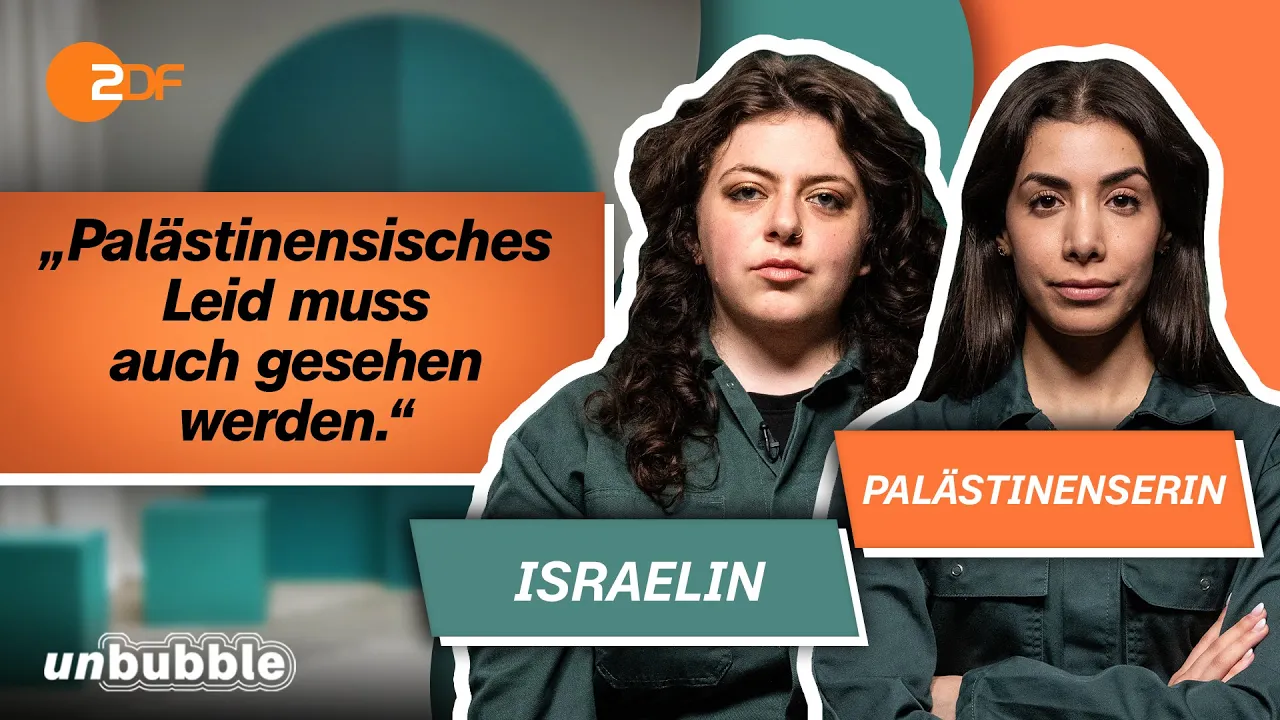 2DF
„Palästinensisches
Leid muss
auch gesehen
werden.“
ISRAELIN
PALÄSTINENSERIN
unbubble